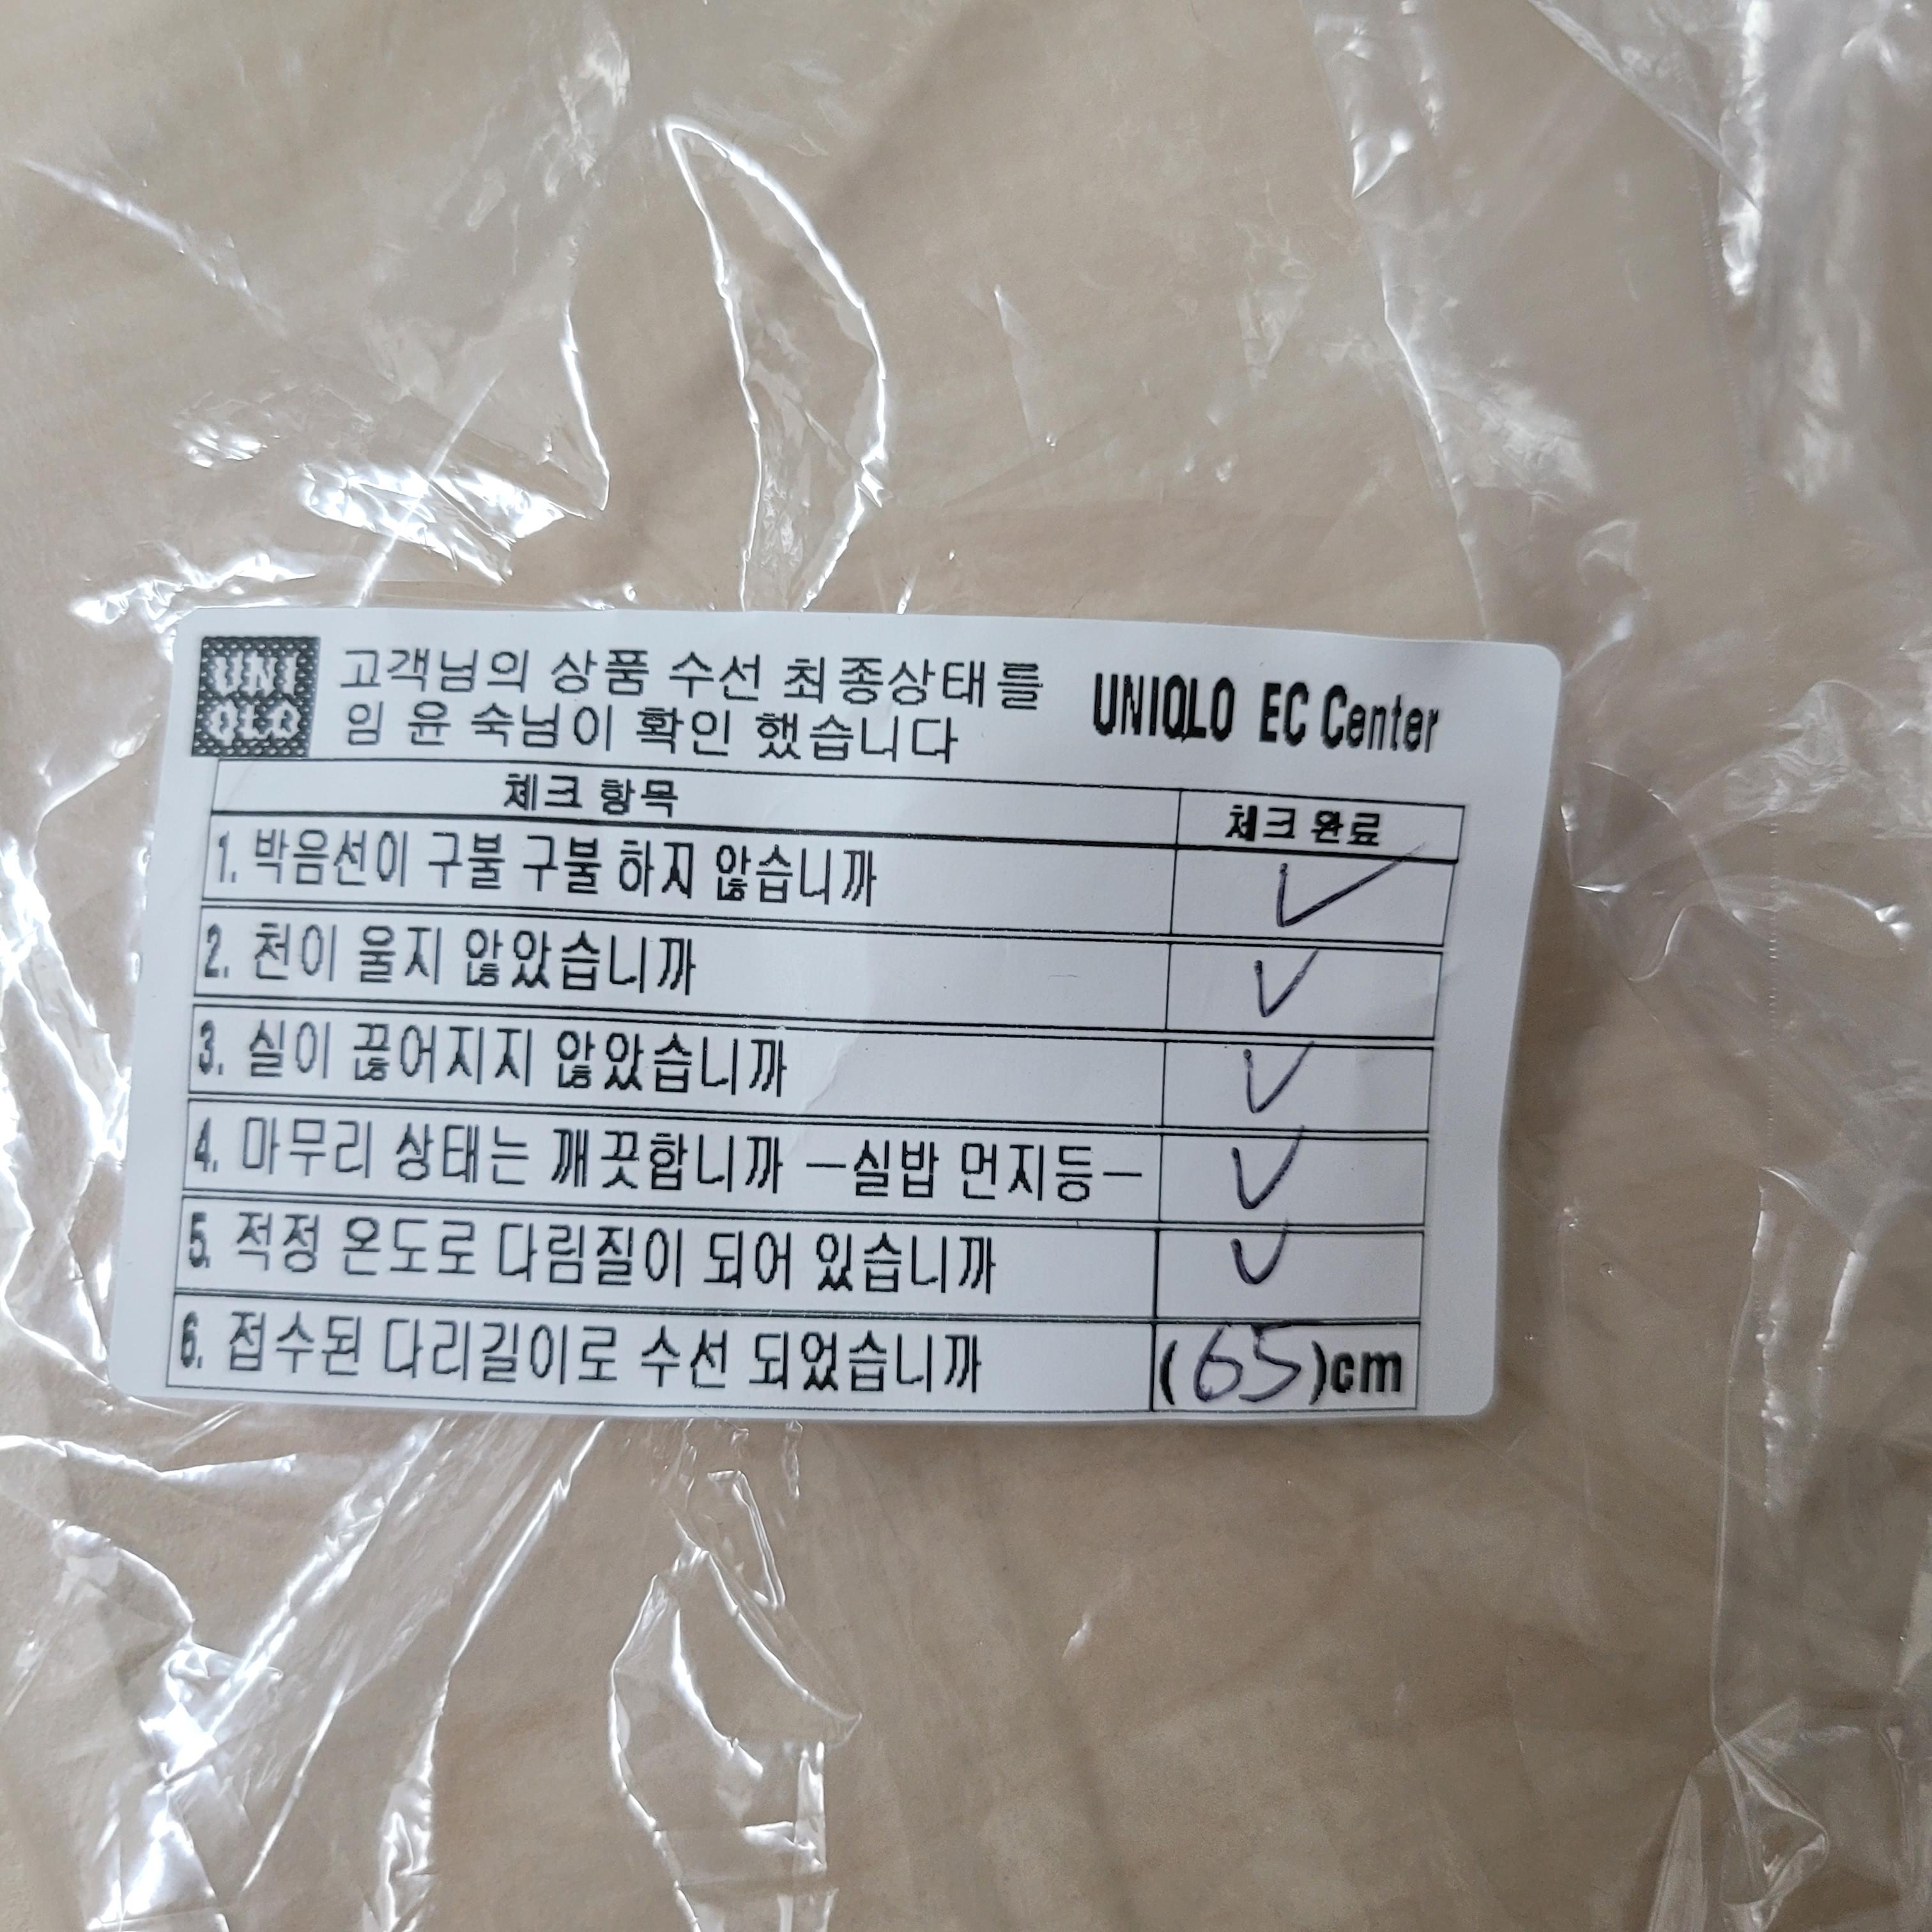 UNI
QLO
고객님의 상품 수선 최종상태를
임 윤 숙님이 확인 했습니다
UNIQLO EC Center
체크 항목 체크 완료
1. 박음선이 구불 구불 하지 않습니까 ✓
2. 천이 울지 않았습니까 ✓
3. 실이 끊어지지 않았습니까 ✓
4. 마무리 상태는 깨끗합니까 -실밥 먼지등- ✓
5. 적정 온도로 다림질이 되어 있습니까 ✓
6. 접수된 다리길이로 수선 되었습니까 (65)cm